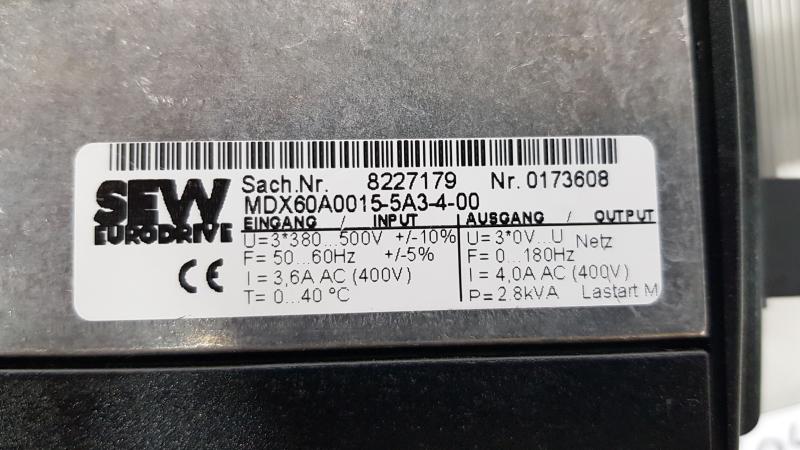 SEW
EURODRIVE
CE
Sach.Nr. 8227179 Nr. 0173608
MDX60A0015-5A3-4-00
EINGANG / INPUT
U=3*380...500V +/-10%
F= 50...60Hz +/-5%
I = 3,6A AC (400V)
T= 0...40 °C
AUSGANG / OUTPUT
U=3*0V...U Netz
F= 0...180Hz
I = 4,0A AC (400V)
P= 2.8kVA Lastart M